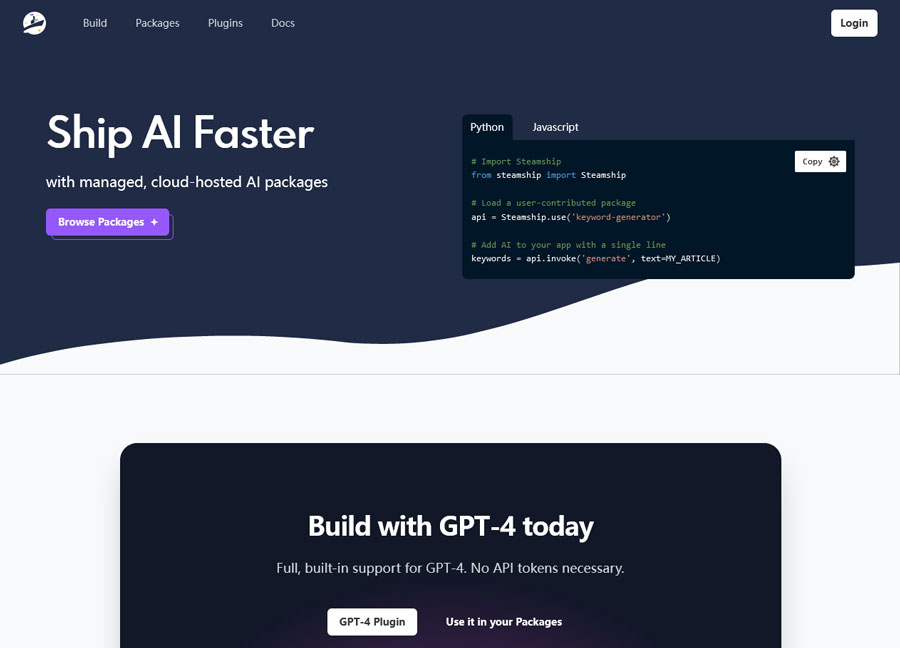 Build Packages Plugins Docs Login
Ship AI Faster
with managed, cloud-hosted AI packages
Browse Packages
Python Javascript
Copy
# Import Steamship
from steamship import Steamship
# Load a user-contributed package
api = Steamship.use('keyword-generator')
# Add AI to your app with a single line
keywords = api.invoke('generate', text=MY_ARTICLE)
Build with GPT-4 today
Full, built-in support for GPT-4. No API tokens necessary.
GPT-4 Plugin Use it in your Packages